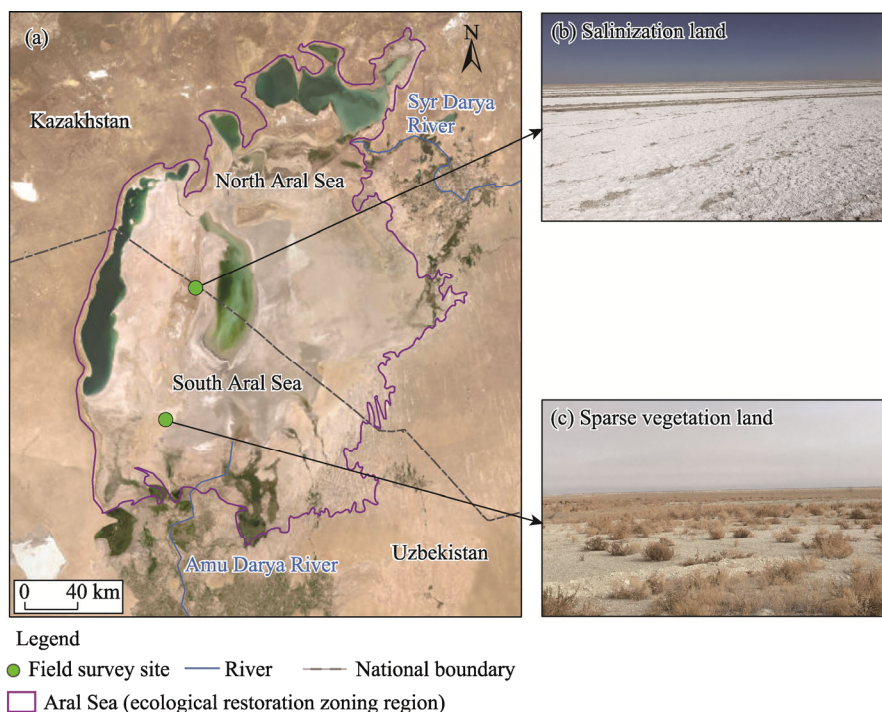 (a)
N
Kazakhstan
Syr Darya
River
North Aral Sea
South Aral Sea
Amu Darya River
Uzbekistan
0 40 km
(b) Salinization land
(c) Sparse vegetation land
Legend
Field survey site
River
National boundary
Aral Sea (ecological restoration zoning region)